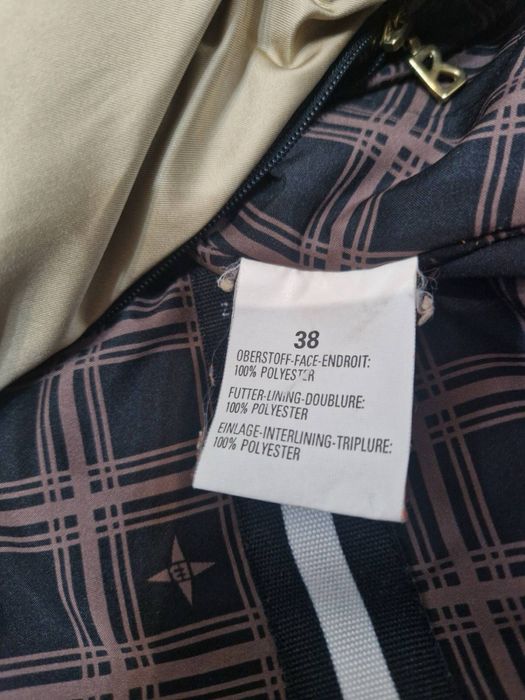 38
OBERSTOFF-FACE-ENDROIT:
100% POLYESTER
FUTTER-LINING-DOUBLURE:
100% POLYESTER
EINLAGE-INTERLINING-TRIPLURE:
100% POLYESTER